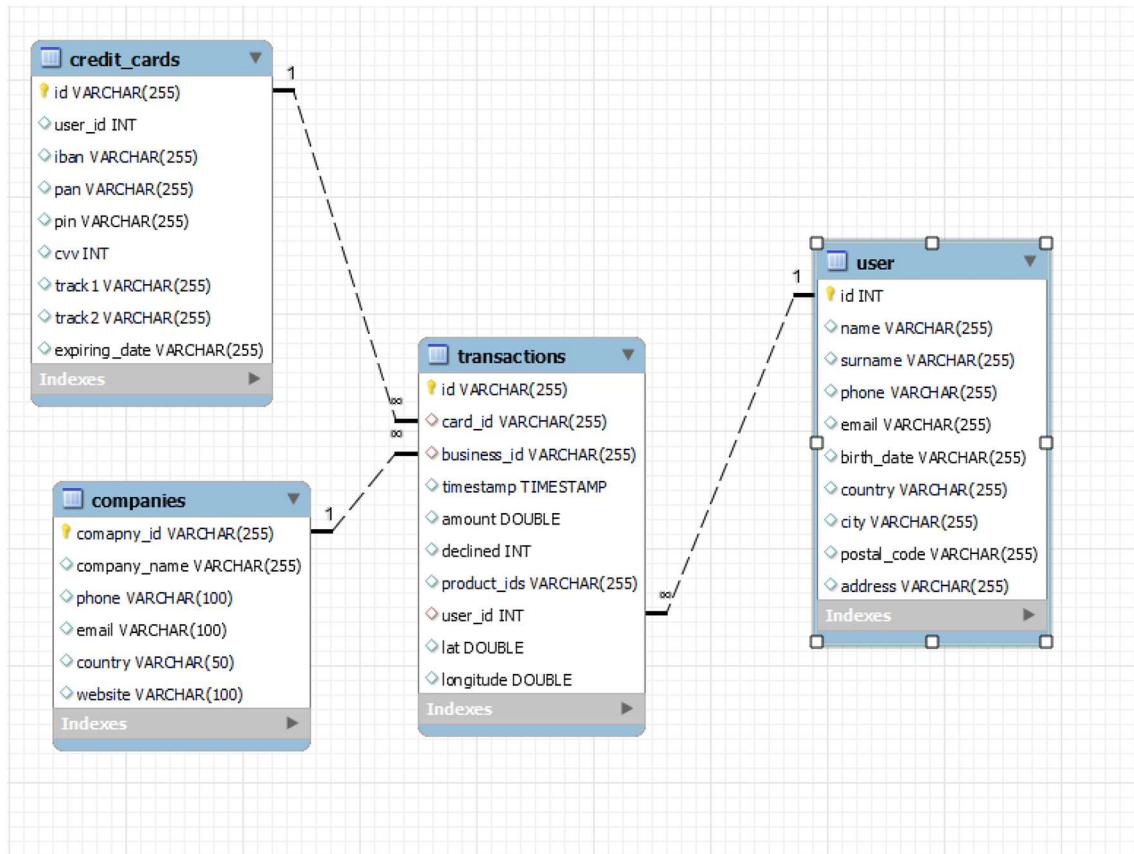 credit_cards
id VARCHAR(255)
user_id INT
iban VARCHAR(255)
pan VARCHAR(255)
pin VARCHAR(255)
cvv INT
track1 VARCHAR(255)
track2 VARCHAR(255)
expiring_date VARCHAR(255)
Indexes
1
∞
companies
comapny_id VARCHAR(255)
company_name VARCHAR(255)
phone VARCHAR(100)
email VARCHAR(100)
country VARCHAR(50)
website VARCHAR(100)
Indexes
1
∞
transactions
id VARCHAR(255)
card_id VARCHAR(255)
business_id VARCHAR(255)
timestamp TIMESTAMP
amount DOUBLE
declined INT
product_ids VARCHAR(255)
user_id INT
lat DOUBLE
longitude DOUBLE
Indexes
∞
1
user
id INT
name VARCHAR(255)
surname VARCHAR(255)
phone VARCHAR(255)
email VARCHAR(255)
birth_date VARCHAR(255)
country VARCHAR(255)
city VARCHAR(255)
postal_code VARCHAR(255)
address VARCHAR(255)
Indexes